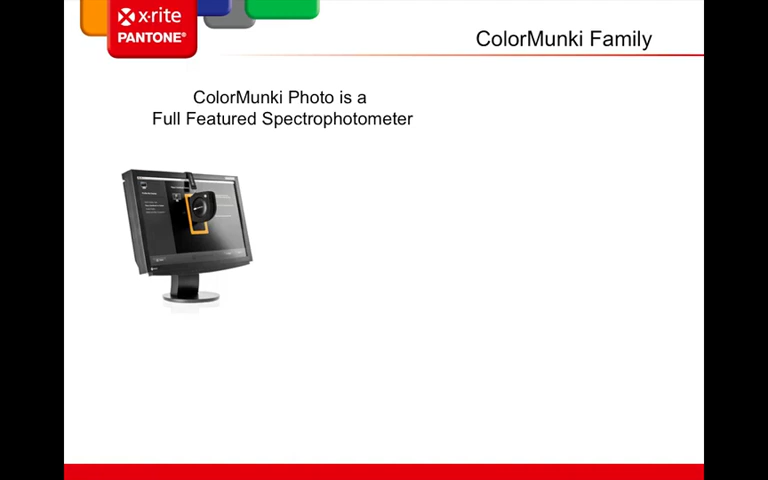 x·rite
PANTONE®
ColorMunki Family
ColorMunki Photo is a
Full Featured Spectrophotometer